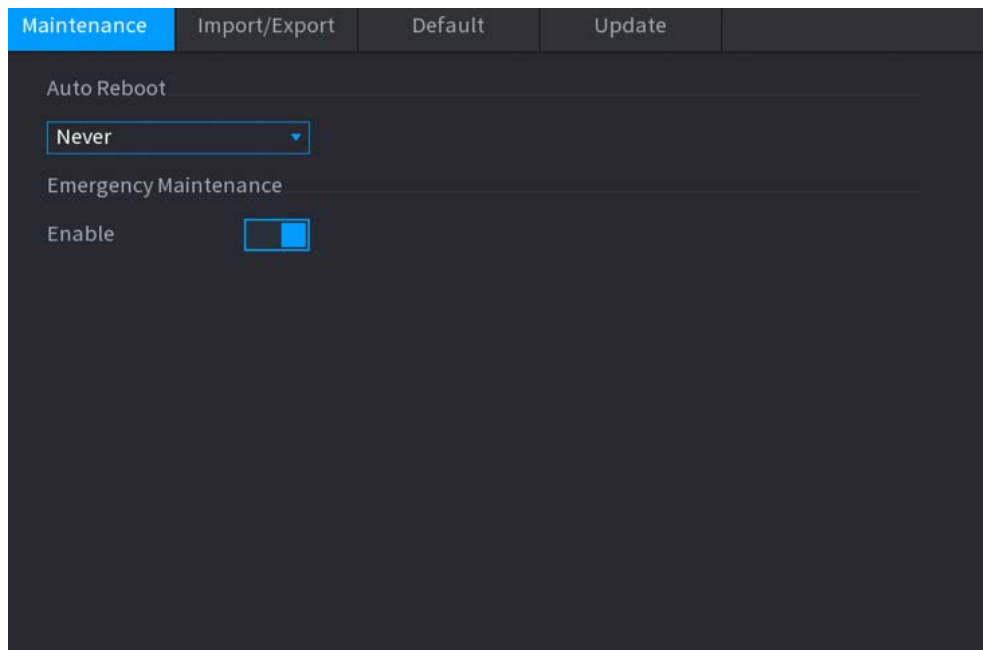 Maintenance Import/Export Default Update
Auto Reboot
Never
Emergency Maintenance
Enable